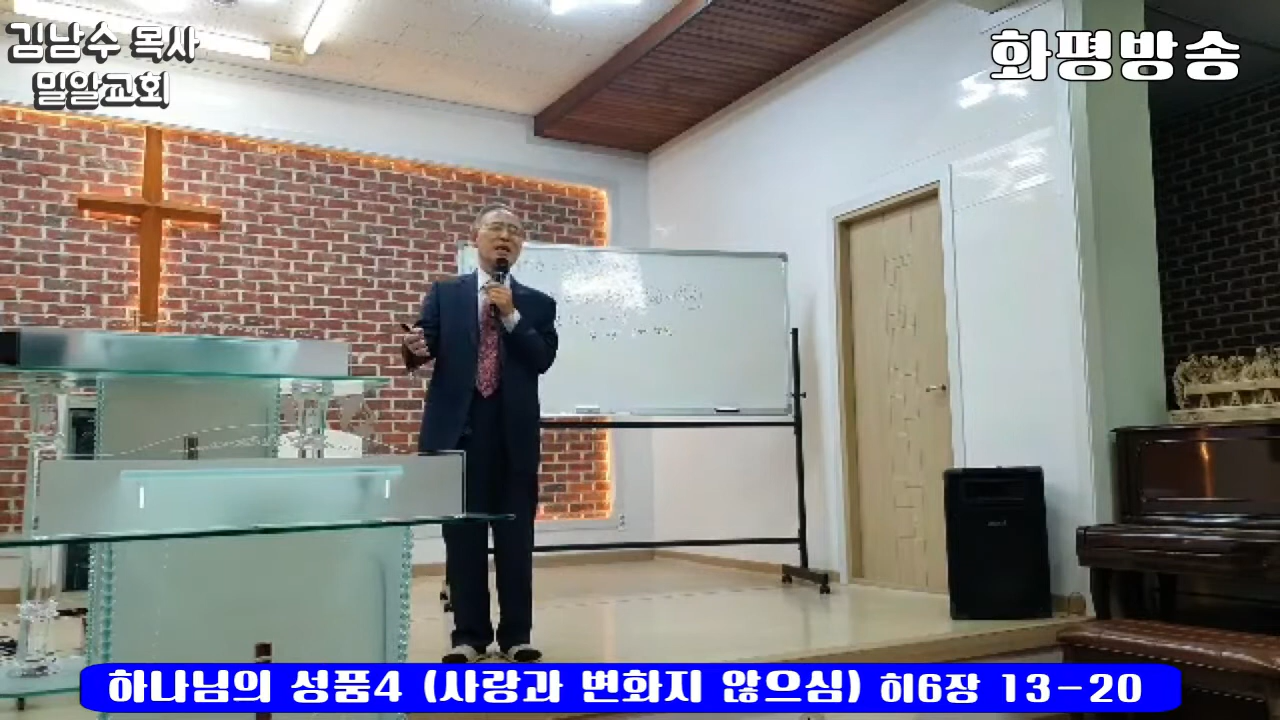 김남수 목사
밀알교회
화평방송
하나님의 성품4 (사랑과 변화지 않으심) 히6장 13-20